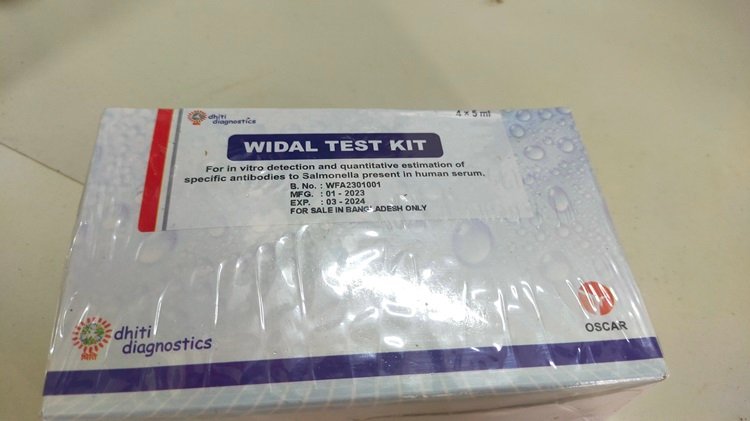 dhiti
diagnostics
4 x 5 ml
WIDAL TEST KIT
For in vitro detection and quantitative estimation of
specific antibodies to Salmonella present in human serum.
B. No. : WFA2301001
MFG. : 01 - 2023
EXP. : 03 - 2024
FOR SALE IN BANGLADESH ONLY
dhiti
diagnostics
OSCAR